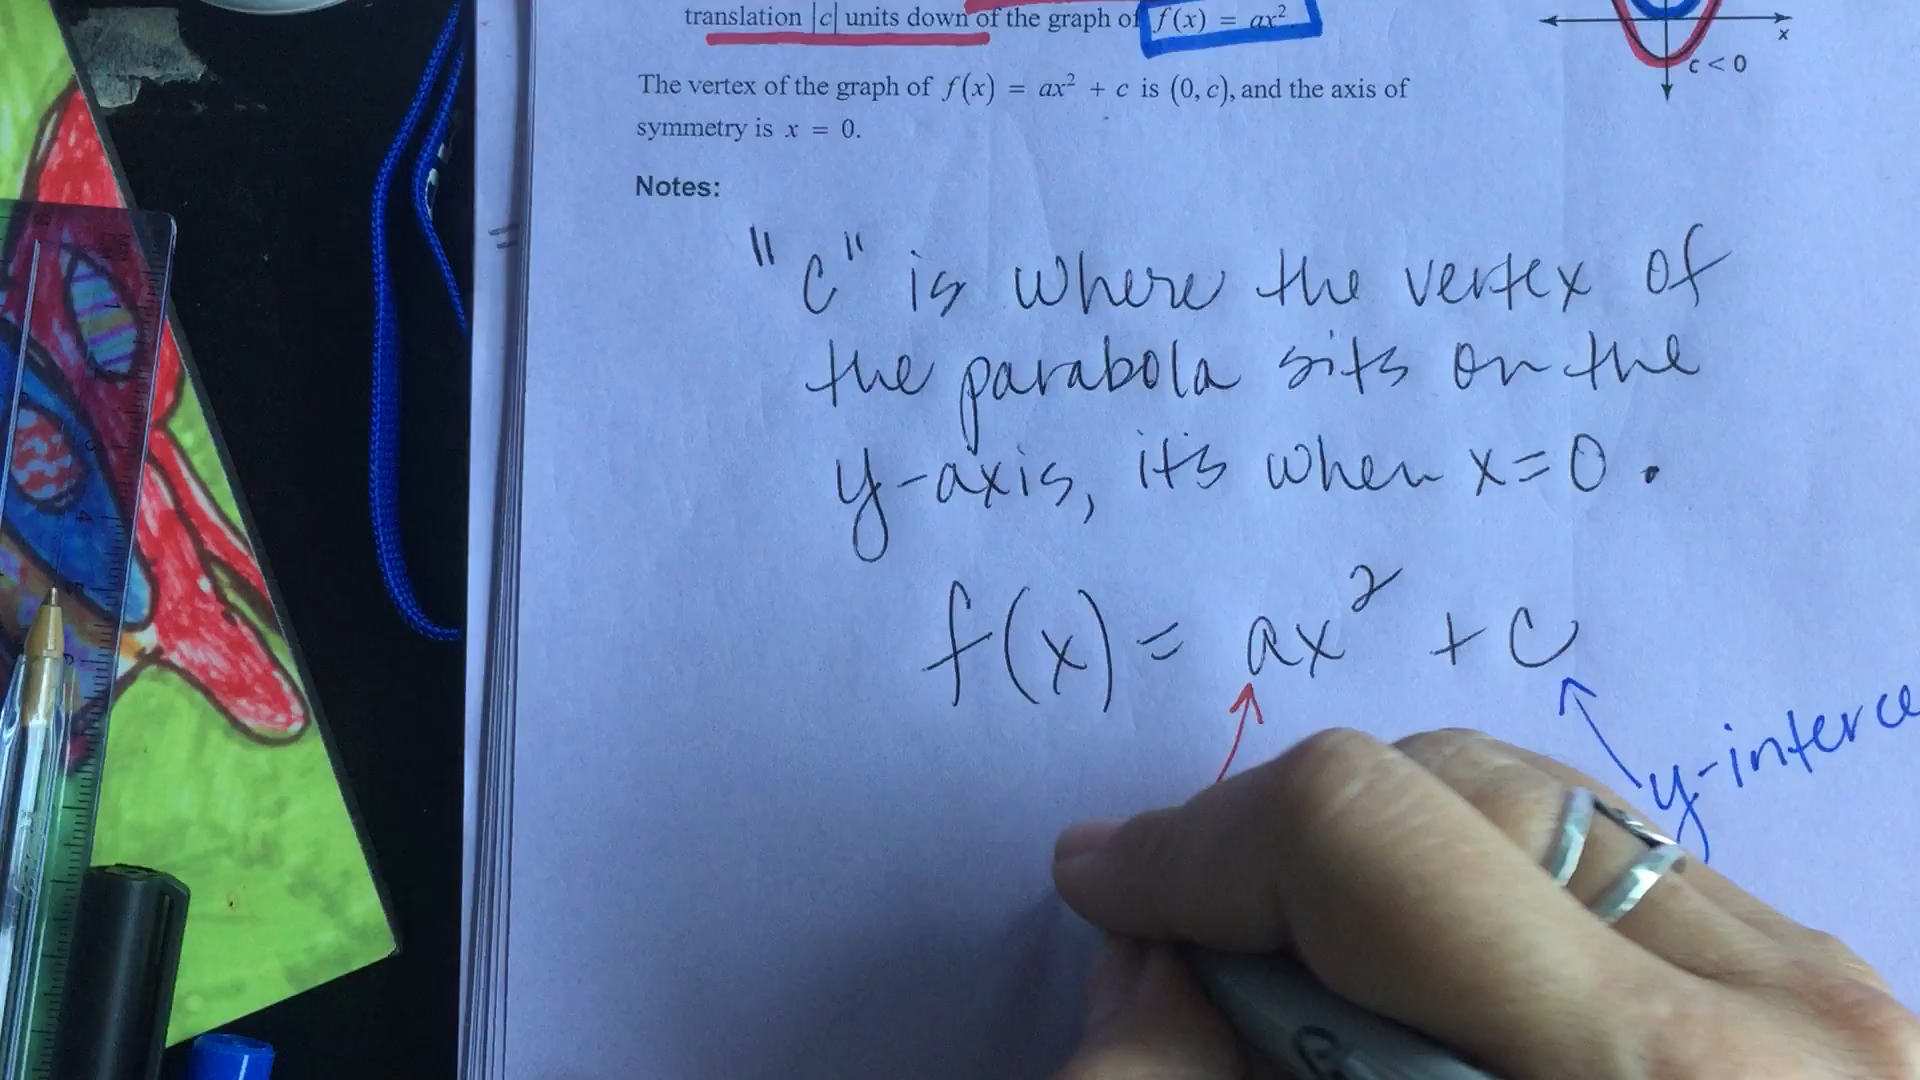 translation |c| units down of the graph of f(x) = ax²
x
c < 0
The vertex of the graph of f(x) = ax² + c is (0, c), and the axis of
symmetry is x = 0.
Notes:
"c" is where the vertex of
the parabola sits on the
y-axis, it's when x=0.
f(x) = ax² + c
y-interce